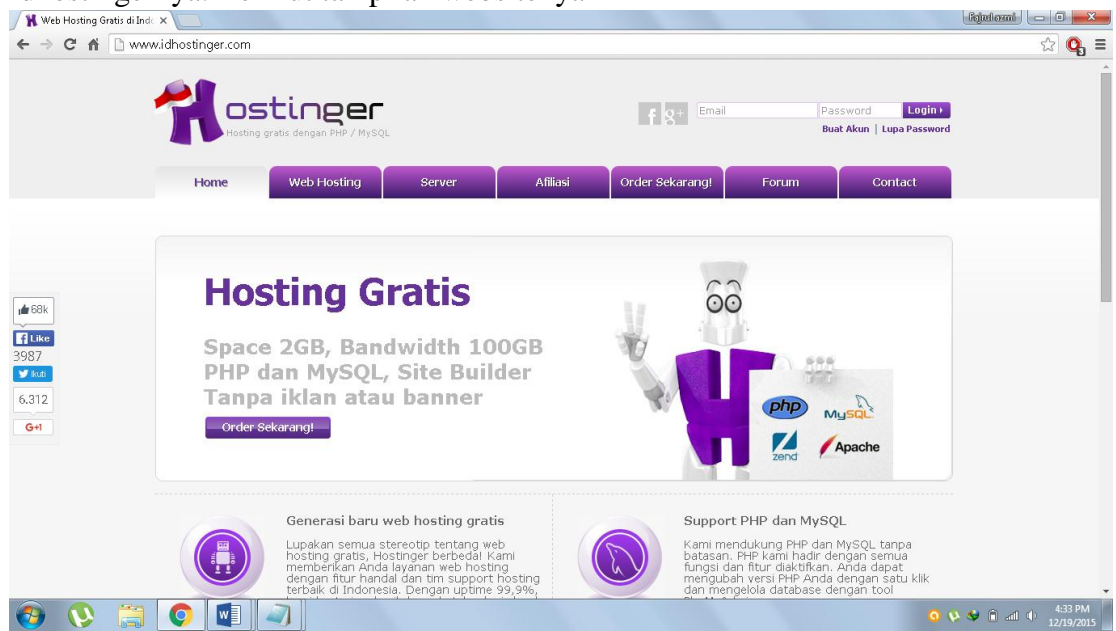 Web Hosting Gratis di Indo
www.idhostinger.com
Hostinger
Hosting gratis dengan PHP / MySQL
Email
Password
Login
Buat Akun | Lupa Password
Home
Web Hosting
Server
Afiliasi
Order Sekarang!
Forum
Contact
Hosting Gratis
Space 2GB, Bandwidth 100GB
PHP dan MySQL, Site Builder
Tanpa iklan atau banner
Order Sekarang!
php
MySQL
zend
Apache
68k
Like
3987
Ikuti
6.312
G+1
Generasi baru web hosting gratis
Lupakan semua stereotip tentang web
hosting gratis, Hostinger berbeda! Kami
memberikan Anda layanan web hosting
dengan fitur handal dan tim support hosting
terbaik di Indonesia. Dengan uptime 99,9%,
Support PHP dan MySQL
Kami mendukung PHP dan MySQL tanpa
batasan. PHP kami hadir dengan semua
fungsi dan fitur diaktifkan. Anda dapat
mengubah versi PHP Anda dengan satu klik
dan mengelola database dengan tool
4:33 PM
12/19/2015